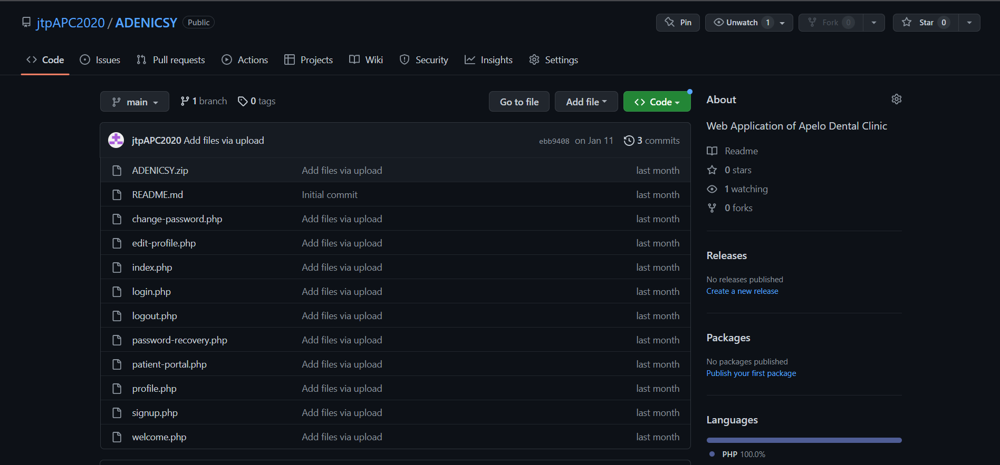 jtpAPC2020 / ADENICSY Public
Pin Unwatch 1 Fork 0 Star 0
Code Issues Pull requests Actions Projects Wiki Security Insights Settings
main 1 branch 0 tags Go to file Add file Code
jtpAPC2020 Add files via upload ebb9408 on Jan 11 3 commits
ADENICSY.zip Add files via upload last month
README.md Initial commit last month
change-password.php Add files via upload last month
edit-profile.php Add files via upload last month
index.php Add files via upload last month
login.php Add files via upload last month
logout.php Add files via upload last month
password-recovery.php Add files via upload last month
patient-portal.php Add files via upload last month
profile.php Add files via upload last month
signup.php Add files via upload last month
welcome.php Add files via upload last month
About
Web Application of Apelo Dental Clinic
Readme
0 stars
1 watching
0 forks
Releases
No releases published
Create a new release
Packages
No packages published
Publish your first package
Languages
PHP 100.0%